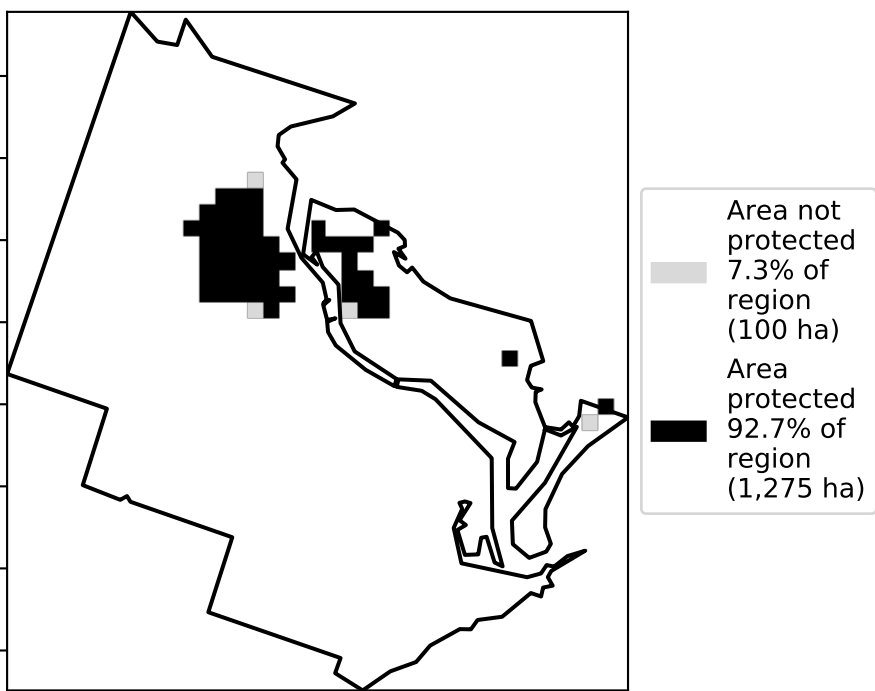 Area not
protected
7.3% of
region
(100 ha)
Area
protected
92.7% of
region
(1,275 ha)